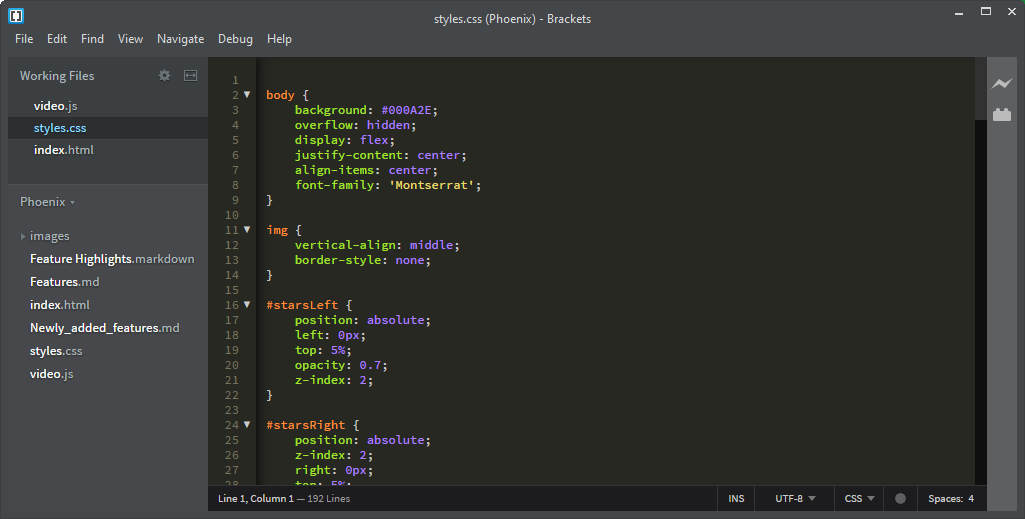 styles.css (Phoenix) - Brackets
File Edit Find View Navigate Debug Help
Working Files
video.js
styles.css
index.html
Phoenix
images
Feature Highlights.markdown
Features.md
index.html
Newly_added_features.md
styles.css
video.js
1
2 body {
3 background: #000A2E;
4 overflow: hidden;
5 display: flex;
6 justify-content: center;
7 align-items: center;
8 font-family: 'Montserrat';
9 }
10
11 img {
12 vertical-align: middle;
13 border-style: none;
14 }
15
16 #starsLeft {
17 position: absolute;
18 left: 0px;
19 top: 5%;
20 opacity: 0.7;
21 z-index: 2;
22 }
23
24 #starsRight {
25 position: absolute;
26 z-index: 2;
27 right: 0px;
28 top: 5%;
Line 1, Column 1 — 192 Lines INS UTF-8 CSS Spaces: 4